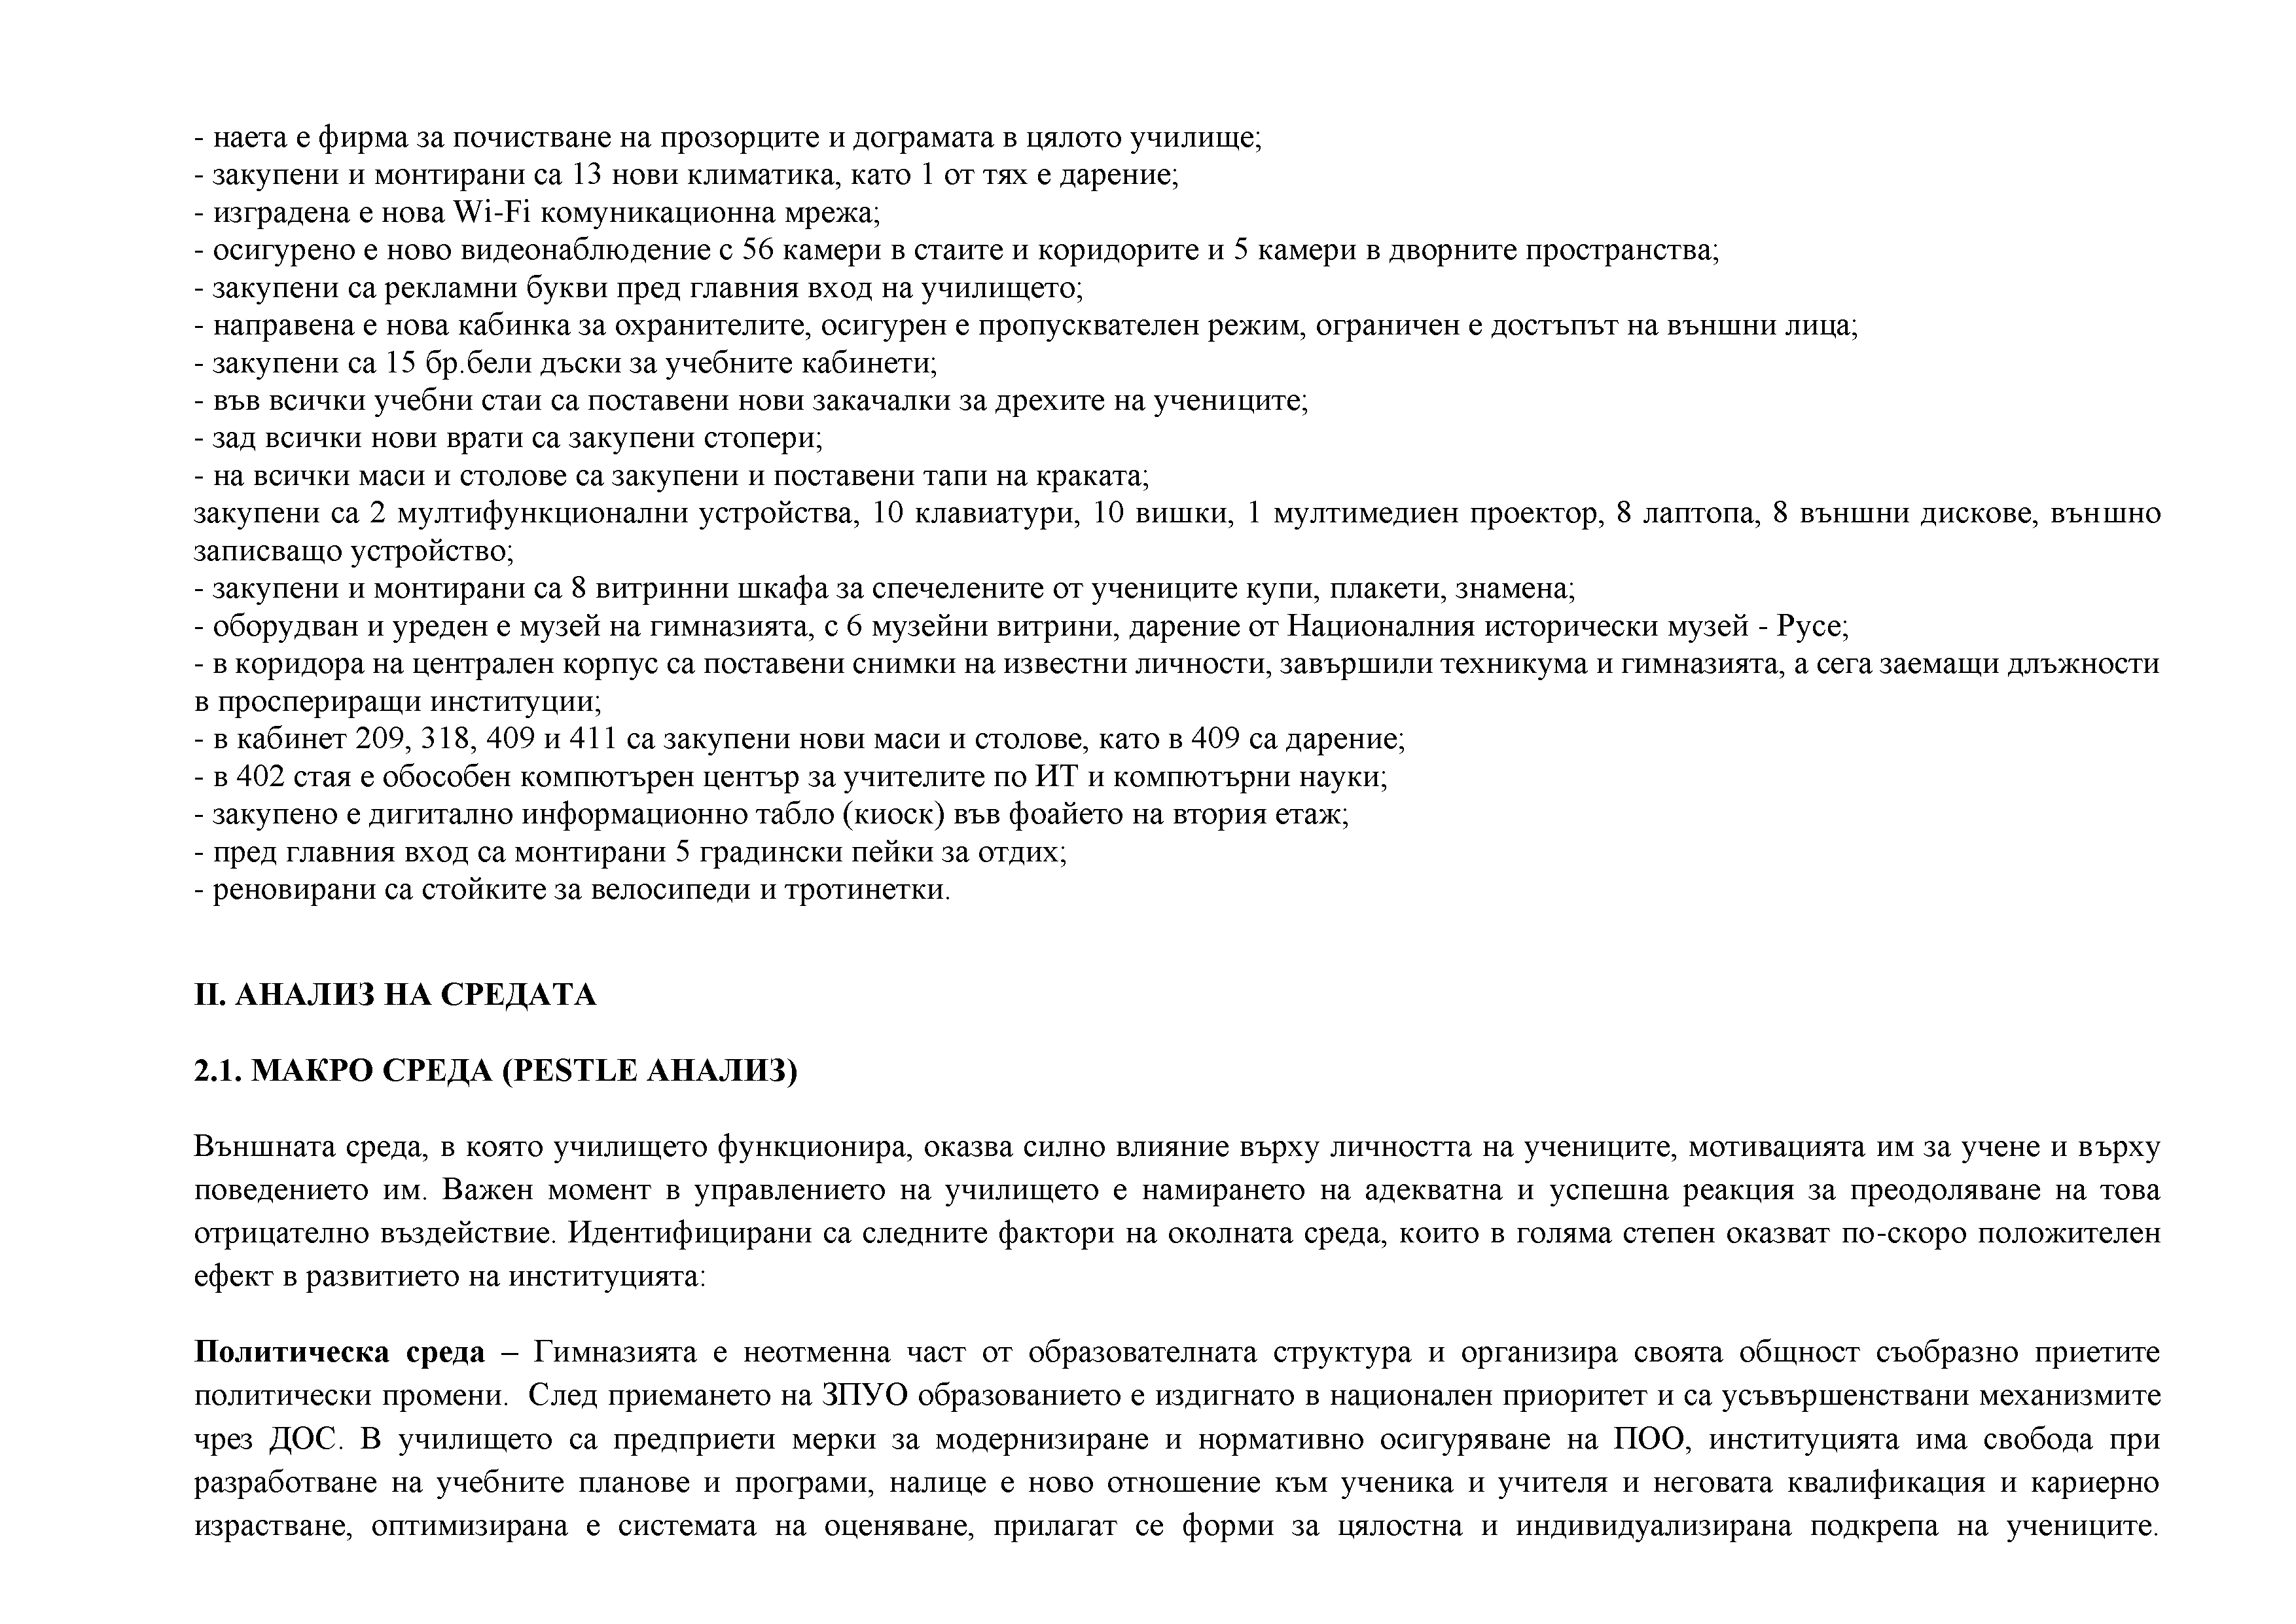 - наета е фирма за почистване на прозорците и дограмата в цялото училище;
- закупени и монтирани са 13 нови климатика, като 1 от тях е дарение;
- изградена е нова Wi-Fi комуникационна мрежа;
- осигурено е ново видеонаблюдение с 56 камери в стаите и коридорите и 5 камери в дворните пространства;
- закупени са рекламни букви пред главния вход на училището;
- направена е нова кабинка за охранителите, осигурен е пропусквателен режим, ограничен е достъпът на външни лица;
- закупени са 15 бр.бели дъски за учебните кабинети;
- във всички учебни стаи са поставени нови закачалки за дрехите на учениците;
- зад всички нови врати са закупени стопери;
- на всички маси и столове са закупени и поставени тапи на краката;
закупени са 2 мултифункционални устройства, 10 клавиатури, 10 вишки, 1 мултимедиен проектор, 8 лаптопа, 8 външни дискове, външно
записващо устройство;
- закупени и монтирани са 8 витринни шкафа за спечелените от учениците купи, плакети, знамена;
- оборудван и уреден е музей на гимназията, с 6 музейни витрини, дарение от Националния исторически музей - Русе;
- в коридора на централен корпус са поставени снимки на известни личности, завършили техникума и гимназията, а сега заемащи длъжности
в проспериращи институции;
- в кабинет 209, 318, 409 и 411 са закупени нови маси и столове, като в 409 са дарение;
- в 402 стая е обособен компютърен център за учителите по ИТ и компютърни науки;
- закупено е дигитално информационно табло (киоск) във фоайето на втория етаж;
- пред главния вход са монтирани 5 градински пейки за отдих;
- реновирани са стойките за велосипеди и тротинетки.
II. АНАЛИЗ НА СРЕДАТА
2.1. МАКРО СРЕДА (PESTLE АНАЛИЗ)
Външната среда, в която училището функционира, оказва силно влияние върху личността на учениците, мотивацията им за учене и върху
поведението им. Важен момент в управлението на училището е намирането на адекватна и успешна реакция за преодоляване на това
отрицателно въздействие. Идентифицирани са следните фактори на околната среда, които в голяма степен оказват по-скоро положителен
ефект в развитието на институцията:
Политическа среда – Гимназията е неотменна част от образователната структура и организира своята общност съобразно приетите
политически промени. След приемането на ЗПУО образованието е издигнато в национален приоритет и са усъвършенствани механизмите
чрез ДОС. В училището са предприети мерки за модернизиране и нормативно осигуряване на ПОО, институцията има свобода при
разработване на учебните планове и програми, налице е ново отношение към ученика и учителя и неговата квалификация и кариерно
израстване, оптимизирана е системата на оценяване, прилагат се форми за цялостна и индивидуализирана подкрепа на учениците.